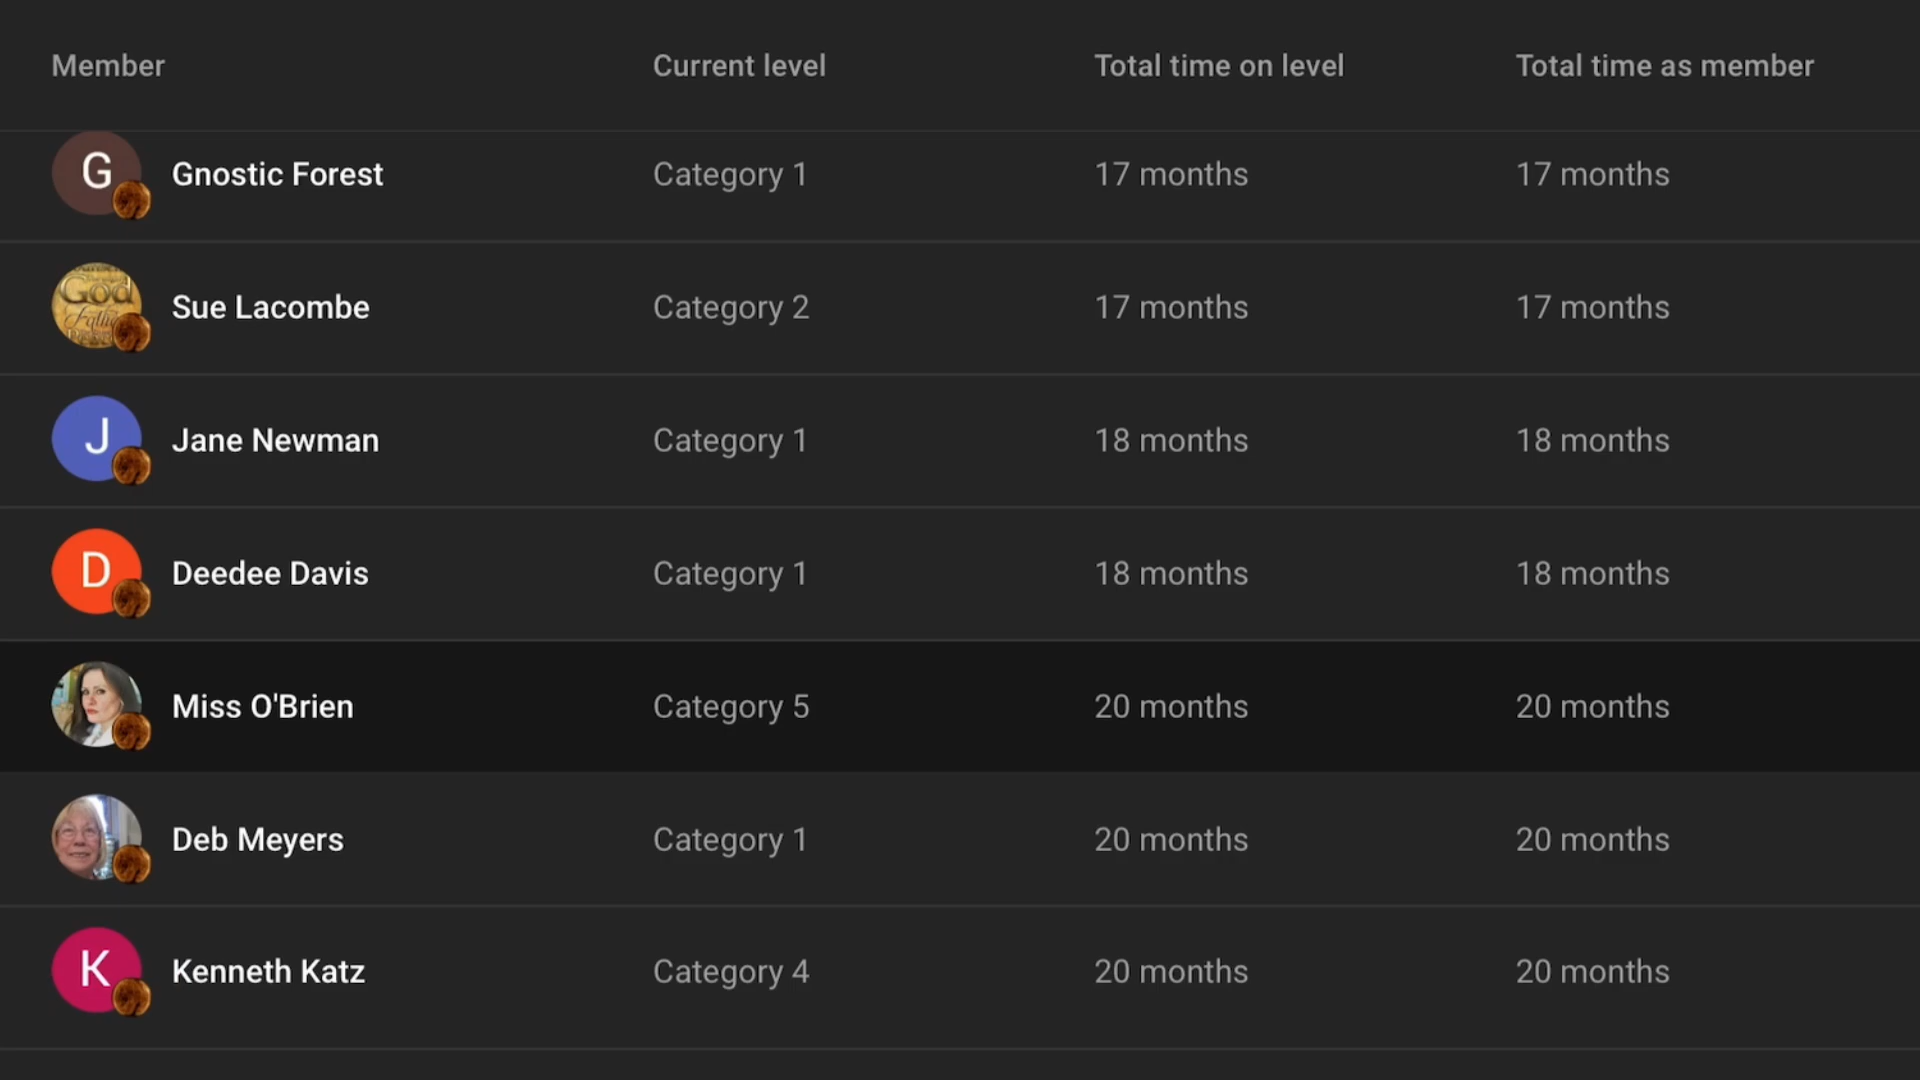 Member Current level Total time on level Total time as member
G Gnostic Forest Category 1 17 months 17 months
God
Sue Lacombe Category 2 17 months 17 months
J Jane Newman Category 1 18 months 18 months
D Deedee Davis Category 1 18 months 18 months
Miss O'Brien Category 5 20 months 20 months
Deb Meyers Category 1 20 months 20 months
K Kenneth Katz Category 4 20 months 20 months